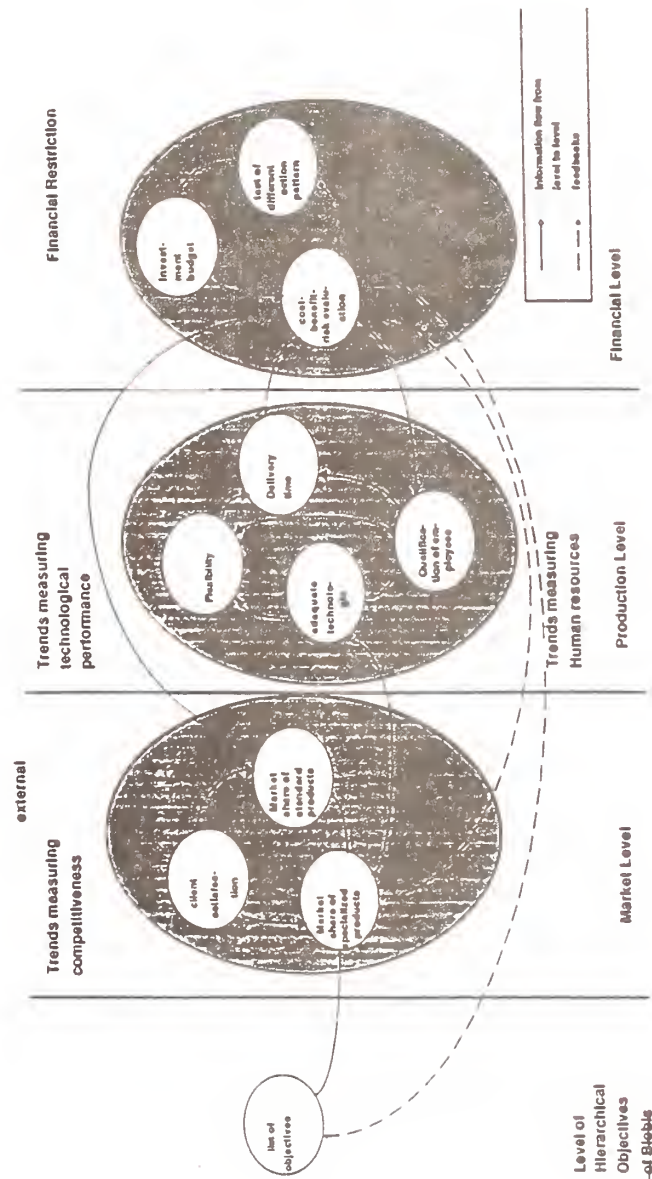 external
Trends measuring
competitiveness
Trends measuring
technological
performance
Financial Restriction
list of
objectives
client
satisfac-
tion
Market
share of
standard
products
Market
share of
specialized
products
Flexibility
Delivery
time
adequate
technolo-
gie
Qualifica-
tion of em-
ployees
Invest-
ment
budget
test of
different
action
pattern
cost-
benefit-
risk evalu-
ation
Trends measuring
Human resources
Level of
Hierarchical
Objectives
of
Market Level
Production Level
Financial Level
Information flow from
level to level
feedbacks